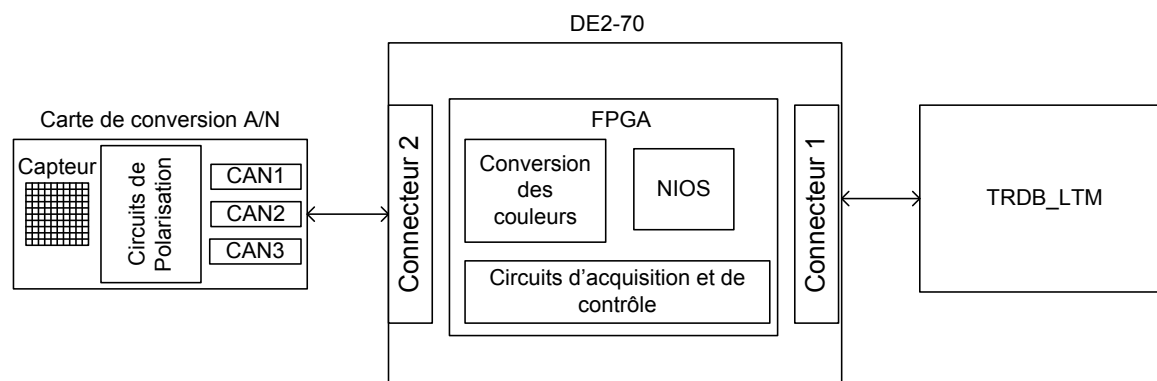 DE2-70
Carte de conversion A/N
Capteur
Circuits de
Polarisation
CAN1
CAN2
CAN3
Connecteur 2
FPGA
Conversion
des
couleurs
NIOS
Circuits d'acquisition et de
contrôle
Connecteur 1
TRDB_LTM